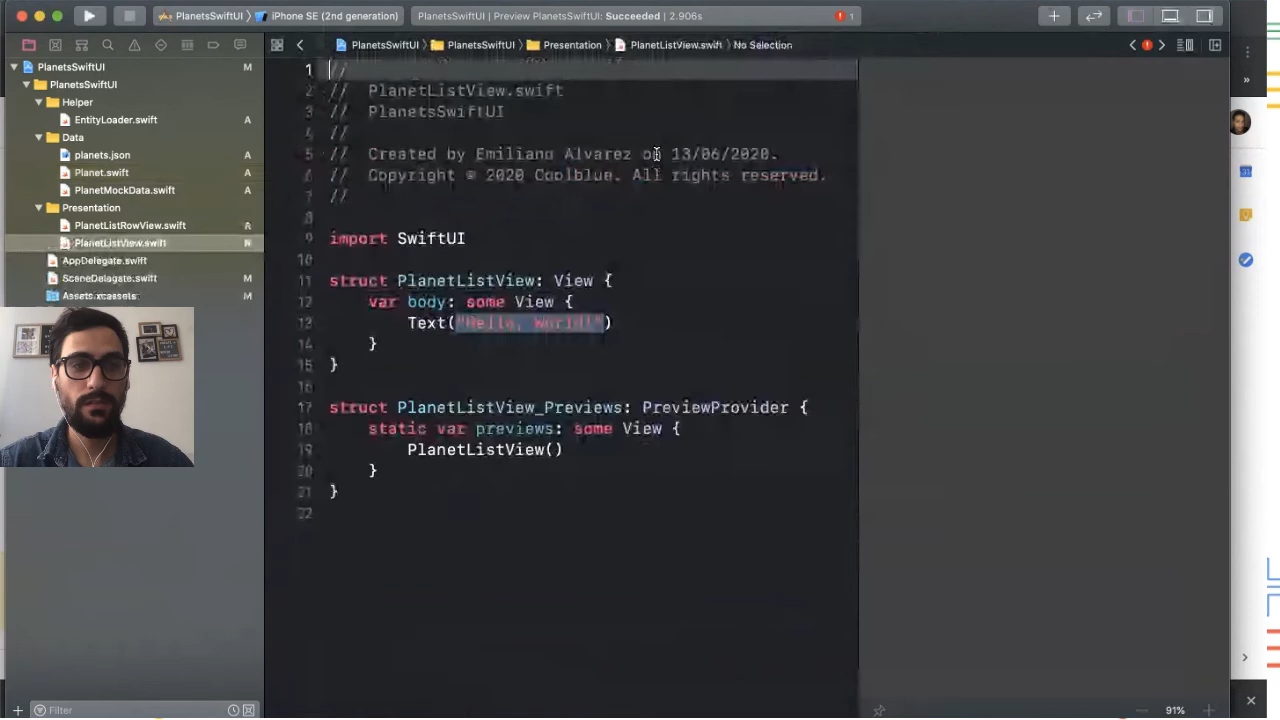 PlanetsSwiftUI iPhone SE (2nd generation) PlanetsSwiftUI | Preview PlanetsSwiftUI: Succeeded | 2.906s 1
PlanetsSwiftUI PlanetsSwiftUI Presentation PlanetListView.swift No Selection
PlanetsSwiftUI M
PlanetsSwiftUI
Helper
EntityLoader.swift A
Data
planets.json A
Planet.swift A
PlanetMockData.swift A
Presentation
PlanetListRowView.swift
PlanetListView.swift
AppDelegate.swift
SceneDelegate.swift M
Assets.xcassets M
Filter
1 //
2 // PlanetListView.swift
3 // PlanetsSwiftUI
4 //
5 // Created by Emiliano Alvarez on 13/06/2020.
6 // Copyright © 2020 Coolblue. All rights reserved.
7 //
8
9 import SwiftUI
10
11 struct PlanetListView: View {
12 var body: some View {
13 Text("Hello, World!")
14 }
15 }
16
17 struct PlanetListView_Previews: PreviewProvider {
18 static var previews: some View {
19 PlanetListView()
20 }
21 }
22
91%